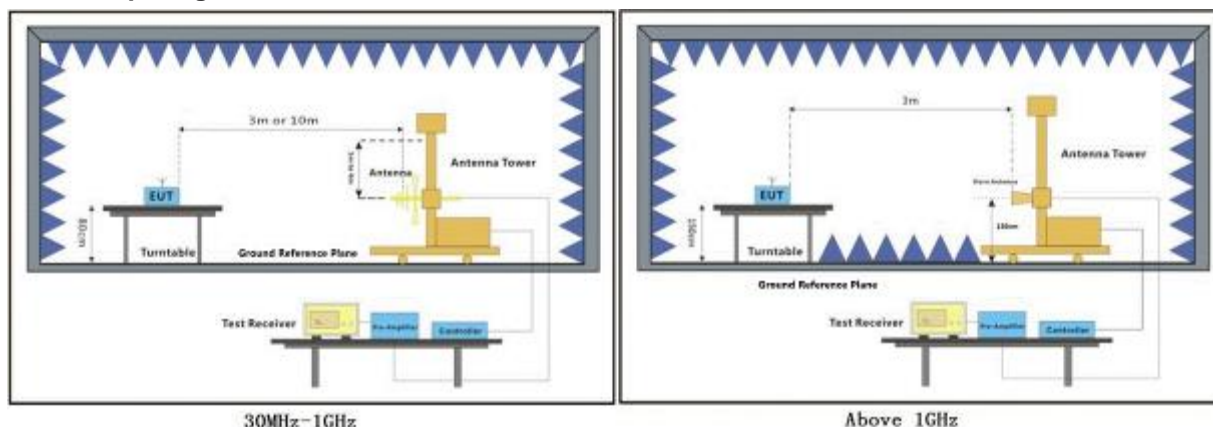 3m or 10m
Antenna
Antenna Tower
EUT
80cm
Turntable
Ground Reference Plane
Test Receiver
Pre-Amplifier
Controller
30MHz-1GHz
3m
Antenna Tower
Horn Antenna
EUT
150cm
150cm
Turntable
Ground Reference Plane
Test Receiver
Pre-Amplifier
Controller
Above 1GHz